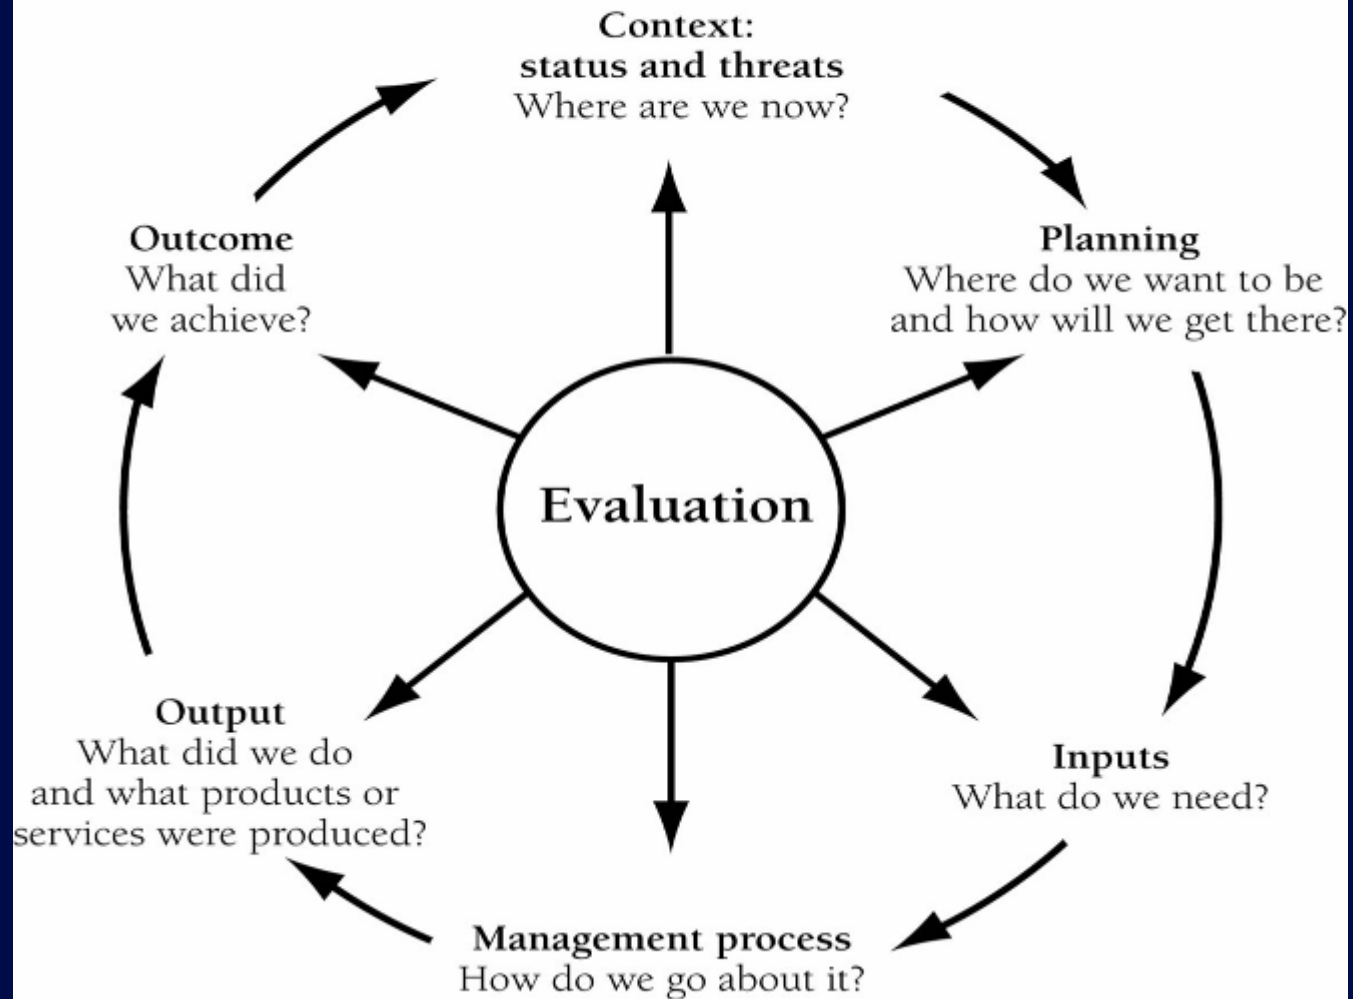 Context:
status and threats
Where are we now?
Planning
Where do we want to be
and how will we get there?
Inputs
What do we need?
Management process
How do we go about it?
Output
What did we do
and what products or
services were produced?
Outcome
What did
we achieve?
Evaluation